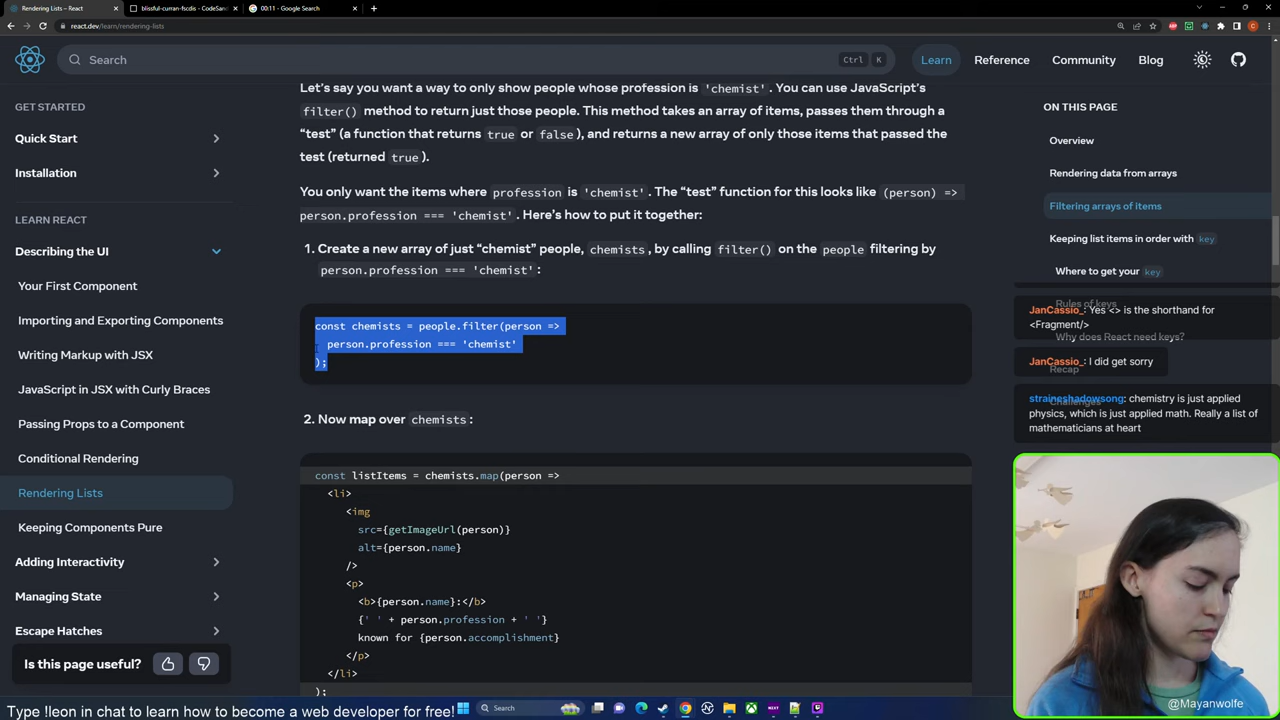 Rendering Lists – React
blissful-curran-fscdis - CodeSan
00:11 - Google Search
react.dev/learn/rendering-lists
Search
Ctrl
K
Learn
Reference
Community
Blog
GET STARTED
Quick Start
Installation
LEARN REACT
Describing the UI
Your First Component
Importing and Exporting Components
Writing Markup with JSX
JavaScript in JSX with Curly Braces
Passing Props to a Component
Conditional Rendering
Rendering Lists
Keeping Components Pure
Adding Interactivity
Managing State
Escape Hatches
Is this page useful?
Let's say you want a way to only show people whose profession is 'chemist'. You can use JavaScript's
filter() method to return just those people. This method takes an array of items, passes them through a
“test” (a function that returns true or false), and returns a new array of only those items that passed the
test (returned true).
You only want the items where profession is 'chemist'. The “test” function for this looks like (person) =>
person.profession === 'chemist'. Here's how to put it together:
1. Create a new array of just “chemist” people, chemists, by calling filter() on the people filtering by
person.profession === 'chemist':
const chemists = people.filter(person =>
person.profession === 'chemist'
);
2. Now map over chemists:
const listItems = chemists.map(person =>
<li>
<img
src={getImageUrl(person)}
alt={person.name}
/>
<p>
<b>{person.name}:</b>
{' ' + person.profession + ' '}
known for {person.accomplishment}
</p>
</li>
);
ON THIS PAGE
Overview
Rendering data from arrays
Filtering arrays of items
Keeping list items in order with key
Where to get your key
Rules of keys
JanCassio_: Yes <> is the shorthand for
<Fragment/>
Why does React need keys?
JanCassio_: I did get sorry
Recap
Challenges
straineshadowsong: chemistry is just applied
physics, which is just applied math. Really a list of
mathematicians at heart
@Mayanwolfe
Type !leon in chat to learn how to become a web developer for free!
Search